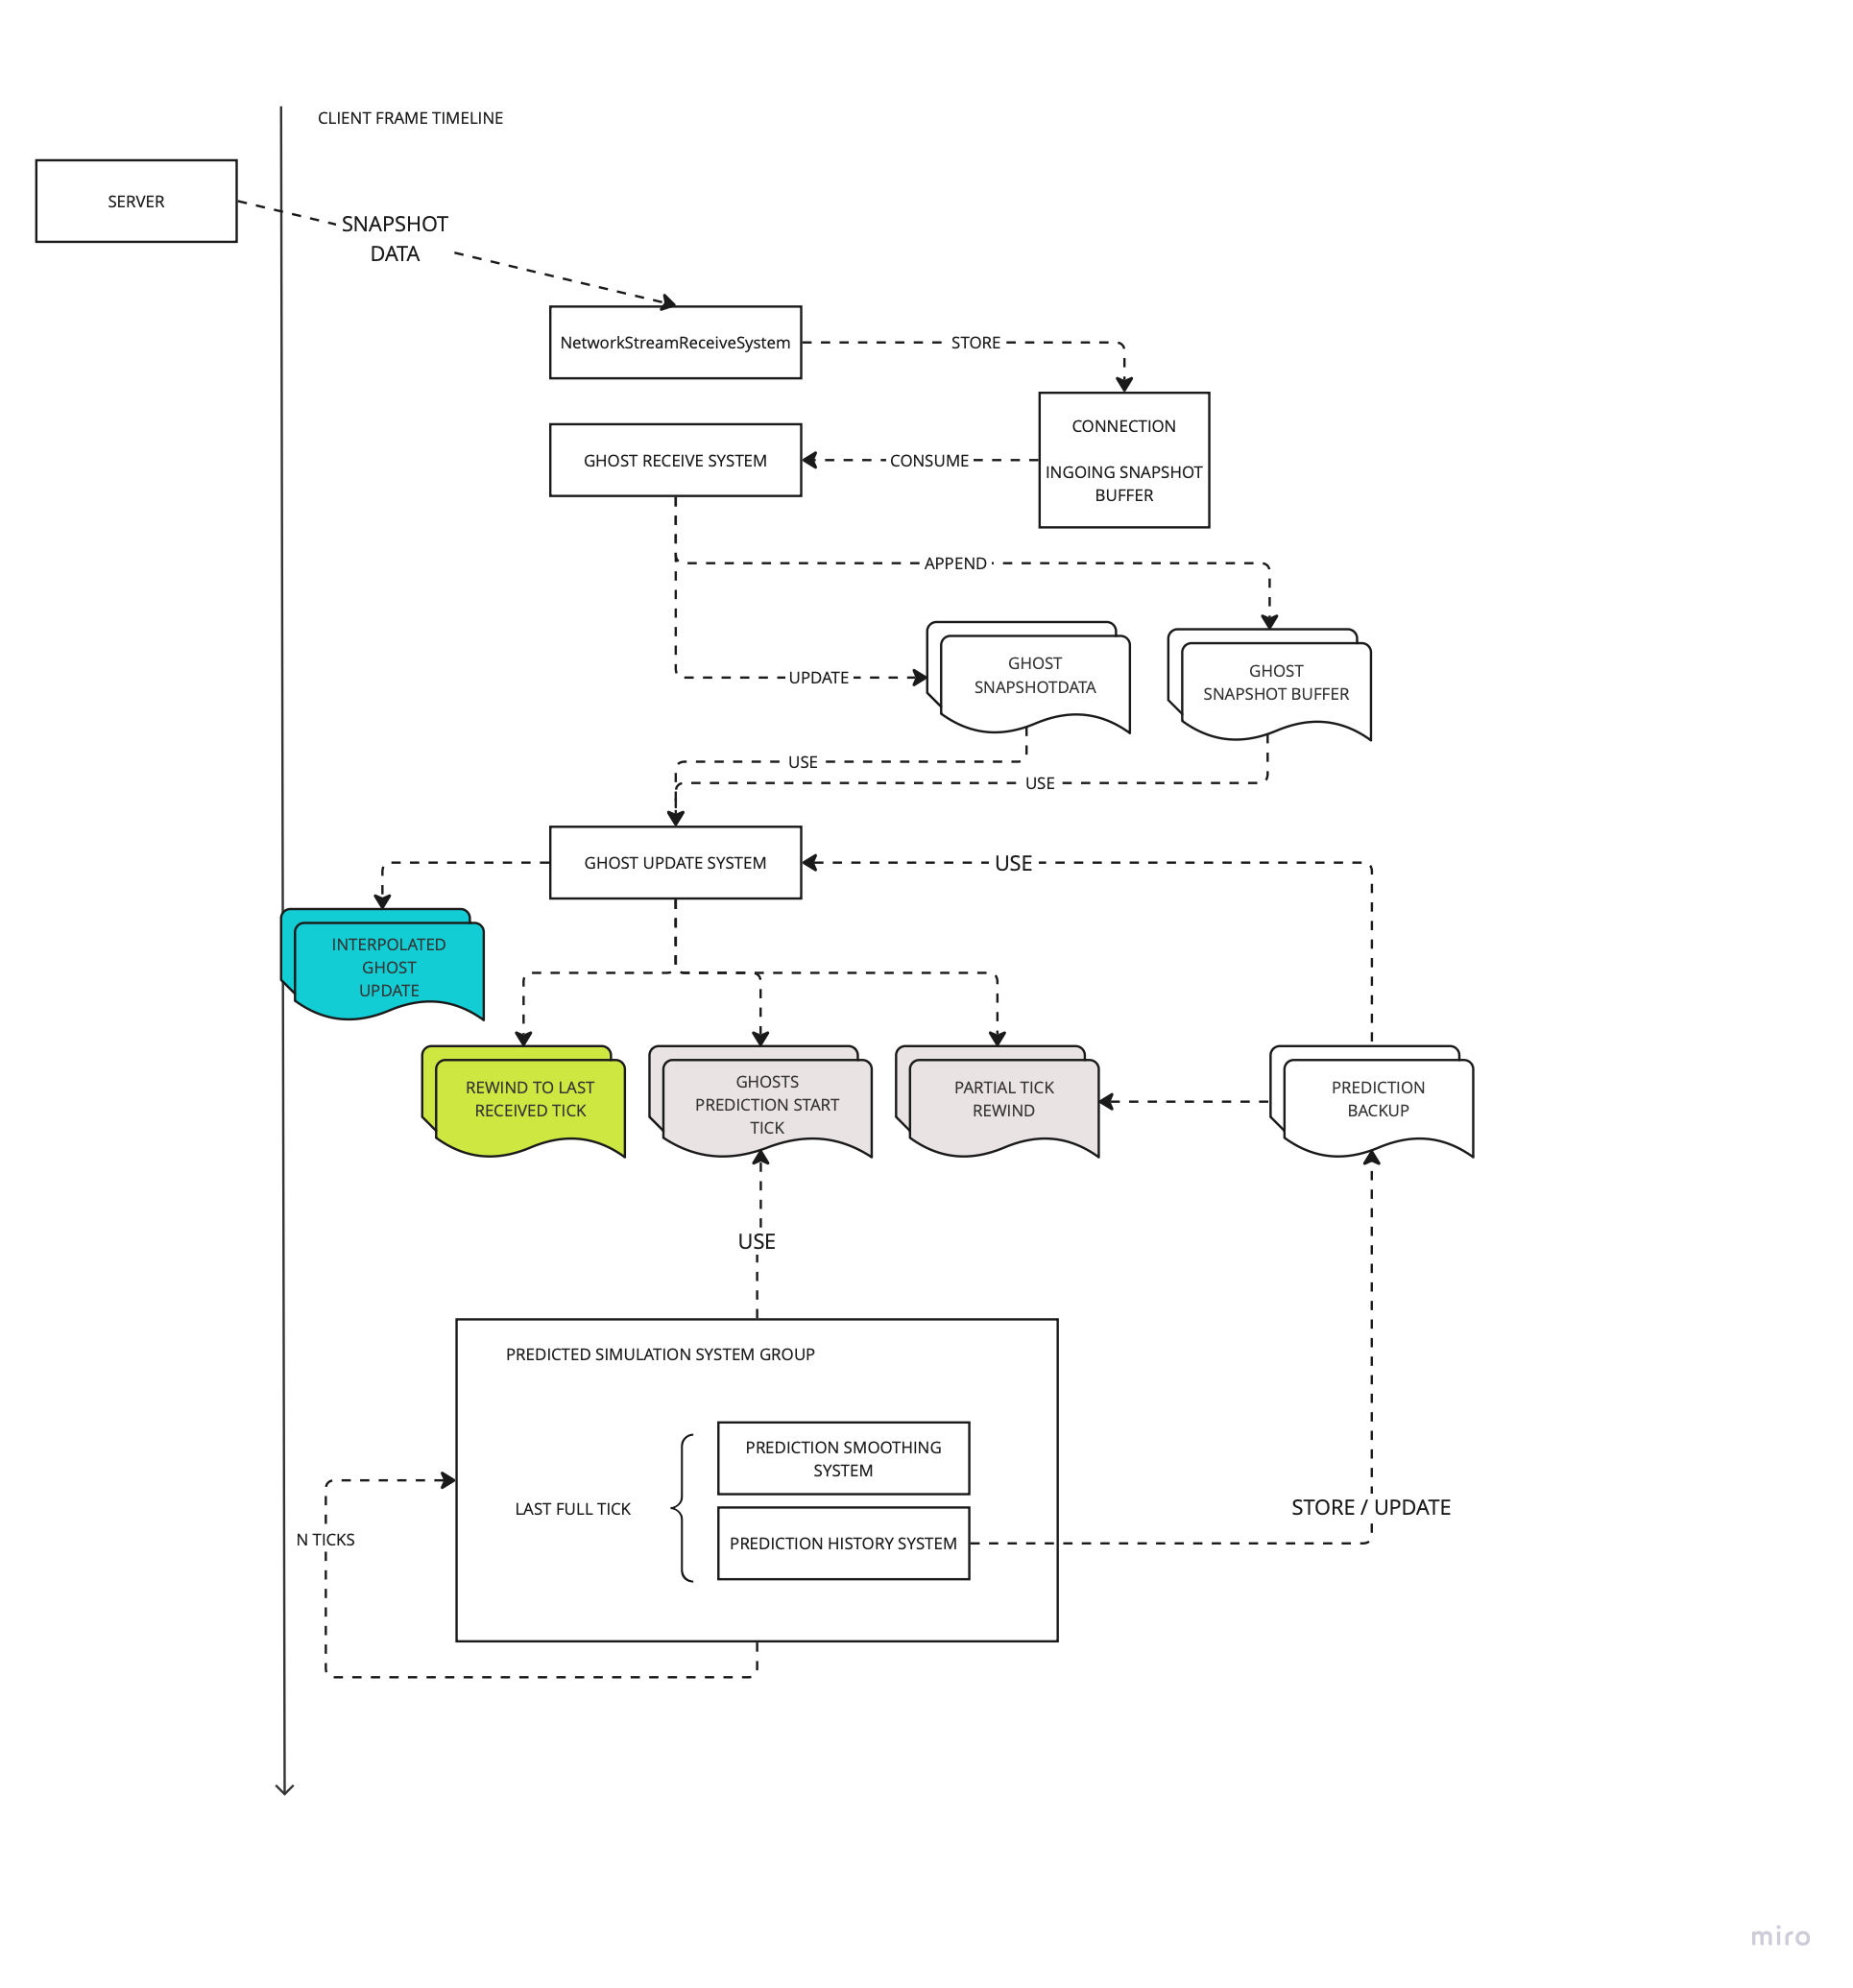 CLIENT FRAME TIMELINE
SERVER
SNAPSHOT
DATA
NetworkStreamReceiveSystem
STORE
CONNECTION
INGOING SNAPSHOT
BUFFER
GHOST RECEIVE SYSTEM
CONSUME
APPEND
UPDATE
GHOST
SNAPSHOTDATA
GHOST
SNAPSHOT BUFFER
USE
USE
GHOST UPDATE SYSTEM
USE
INTERPOLATED
GHOST
UPDATE
REWIND TO LAST
RECEIVED TICK
GHOSTS
PREDICTION START
TICK
PARTIAL TICK
REWIND
PREDICTION
BACKUP
USE
PREDICTED SIMULATION SYSTEM GROUP
PREDICTION SMOOTHING
SYSTEM
LAST FULL TICK
PREDICTION HISTORY SYSTEM
STORE / UPDATE
N TICKS
miro